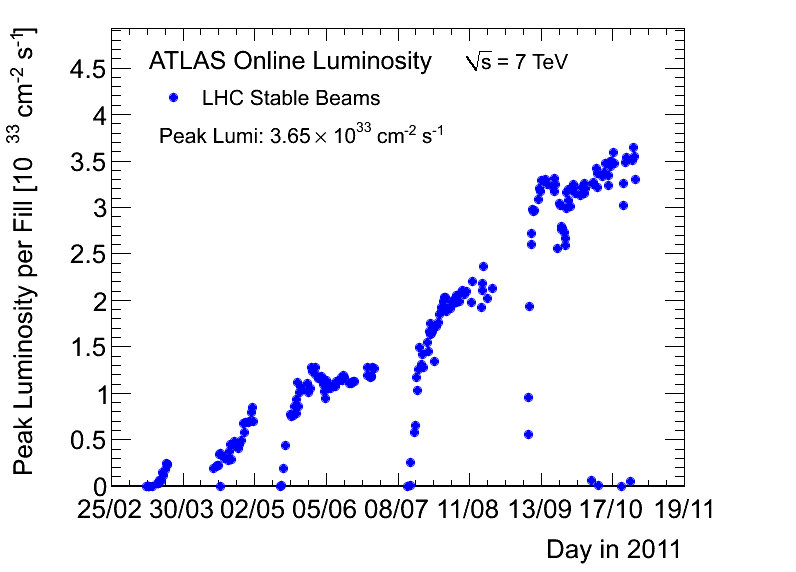 ATLAS Online Luminosity √s = 7 TeV
LHC Stable Beams
Peak Lumi: 3.65 × 10³³ cm⁻² s⁻¹
Peak Luminosity per Fill [10³³ cm⁻² s⁻¹]
4.5
4
3.5
3
2.5
2
1.5
1
0.5
0
25/02 30/03 02/05 05/06 08/07 11/08 13/09 17/10 19/11
Day in 2011